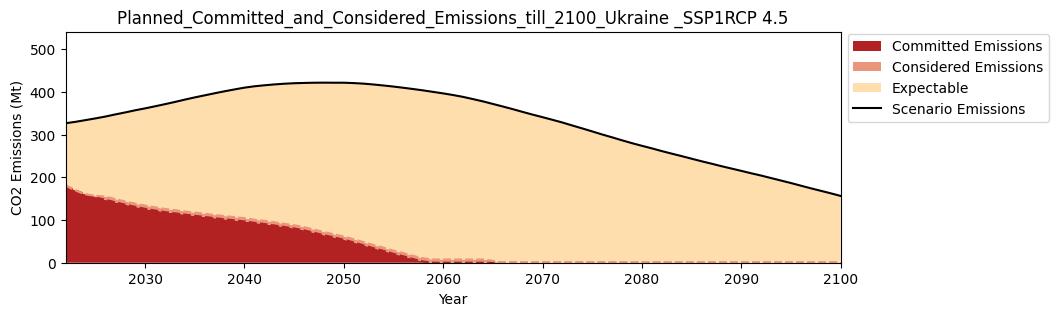 Planned_Committed_and_Considered_Emissions_till_2100_Ukraine _SSP1RCP 4.5
CO2 Emissions (Mt)
500
400
300
200
100
0
2030 2040 2050 2060 2070 2080 2090 2100
Year
Committed Emissions
Considered Emissions
Expectable
Scenario Emissions